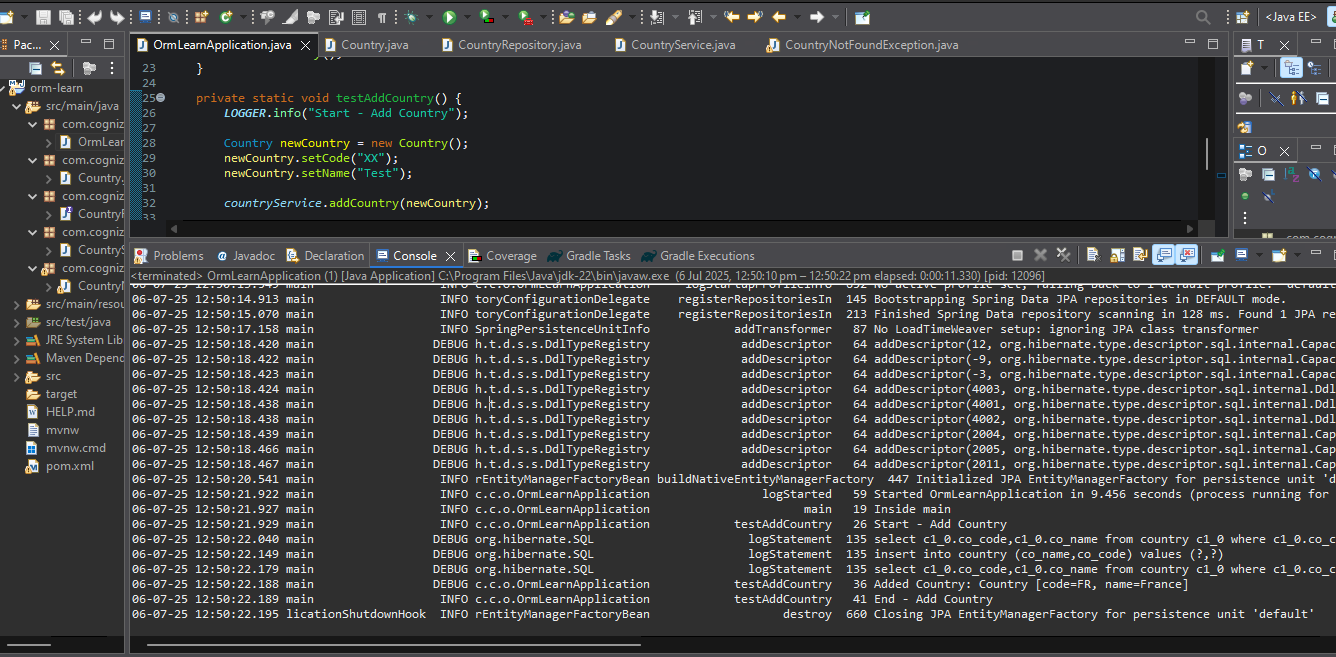 <Java EE>
Pac...
OrmLearnApplication.java
Country.java
CountryRepository.java
CountryService.java
CountryNotFoundException.java
T
orm-learn
src/main/java
com.cogniz
OrmLear
com.cogniz
Country.
com.cogniz
CountryR
com.cogniz
CountryS
com.cogniz
CountryN
src/main/resou
src/test/java
JRE System Lib
Maven Depend
src
target
HELP.md
mvnw
mvnw.cmd
pom.xml
23 }
24
25 private static void testAddCountry() {
26 LOGGER.info("Start - Add Country");
27
28 Country newCountry = new Country();
29 newCountry.setCode("XX");
30 newCountry.setName("Test");
31
32 countryService.addCountry(newCountry);
33
O
Problems @ Javadoc Declaration Console Coverage Gradle Tasks Gradle Executions
<terminated> OrmLearnApplication (1) [Java Application] C:\Program Files\Java\jdk-22\bin\javaw.exe (6 Jul 2025, 12:50:10 pm – 12:50:22 pm elapsed: 0:00:11.330) [pid: 12096]
06-07-25 12:50:14.913 main INFO toryConfigurationDelegate registerRepositoriesIn 145 Bootstrapping Spring Data JPA repositories in DEFAULT mode.
06-07-25 12:50:15.070 main INFO toryConfigurationDelegate registerRepositoriesIn 213 Finished Spring Data repository scanning in 128 ms. Found 1 JPA re
06-07-25 12:50:17.158 main INFO SpringPersistenceUnitInfo addTransformer 87 No LoadTimeWeaver setup: ignoring JPA class transformer
06-07-25 12:50:18.420 main DEBUG h.t.d.s.s.DdlTypeRegistry addDescriptor 64 addDescriptor(12, org.hibernate.type.descriptor.sql.internal.Capac
06-07-25 12:50:18.422 main DEBUG h.t.d.s.s.DdlTypeRegistry addDescriptor 64 addDescriptor(-9, org.hibernate.type.descriptor.sql.internal.Capac
06-07-25 12:50:18.423 main DEBUG h.t.d.s.s.DdlTypeRegistry addDescriptor 64 addDescriptor(-3, org.hibernate.type.descriptor.sql.internal.Capac
06-07-25 12:50:18.424 main DEBUG h.t.d.s.s.DdlTypeRegistry addDescriptor 64 addDescriptor(4003, org.hibernate.type.descriptor.sql.internal.Ddl
06-07-25 12:50:18.438 main DEBUG h.t.d.s.s.DdlTypeRegistry addDescriptor 64 addDescriptor(4001, org.hibernate.type.descriptor.sql.internal.Ddl
06-07-25 12:50:18.438 main DEBUG h.t.d.s.s.DdlTypeRegistry addDescriptor 64 addDescriptor(4002, org.hibernate.type.descriptor.sql.internal.Ddl
06-07-25 12:50:18.439 main DEBUG h.t.d.s.s.DdlTypeRegistry addDescriptor 64 addDescriptor(2004, org.hibernate.type.descriptor.sql.internal.Cap
06-07-25 12:50:18.466 main DEBUG h.t.d.s.s.DdlTypeRegistry addDescriptor 64 addDescriptor(2005, org.hibernate.type.descriptor.sql.internal.Cap
06-07-25 12:50:18.467 main DEBUG h.t.d.s.s.DdlTypeRegistry addDescriptor 64 addDescriptor(2011, org.hibernate.type.descriptor.sql.internal.Cap
06-07-25 12:50:20.541 main INFO rEntityManagerFactoryBean buildNativeEntityManagerFactory 447 Initialized JPA EntityManagerFactory for persistence unit 'd
06-07-25 12:50:21.922 main INFO c.c.o.OrmLearnApplication logStarted 59 Started OrmLearnApplication in 9.456 seconds (process running for
06-07-25 12:50:21.927 main INFO c.c.o.OrmLearnApplication main 19 Inside main
06-07-25 12:50:21.929 main INFO c.c.o.OrmLearnApplication testAddCountry 26 Start - Add Country
06-07-25 12:50:22.040 main DEBUG org.hibernate.SQL logStatement 135 select c1_0.co_code,c1_0.co_name from country c1_0 where c1_0.co_c
06-07-25 12:50:22.149 main DEBUG org.hibernate.SQL logStatement 135 insert into country (co_name,co_code) values (?,?)
06-07-25 12:50:22.179 main DEBUG org.hibernate.SQL logStatement 135 select c1_0.co_code,c1_0.co_name from country c1_0 where c1_0.co_c
06-07-25 12:50:22.188 main DEBUG c.c.o.OrmLearnApplication testAddCountry 36 Added Country: Country [code=FR, name=France]
06-07-25 12:50:22.189 main INFO c.c.o.OrmLearnApplication testAddCountry 41 End - Add Country
06-07-25 12:50:22.195 licationShutdownHook INFO rEntityManagerFactoryBean destroy 660 Closing JPA EntityManagerFactory for persistence unit 'default'